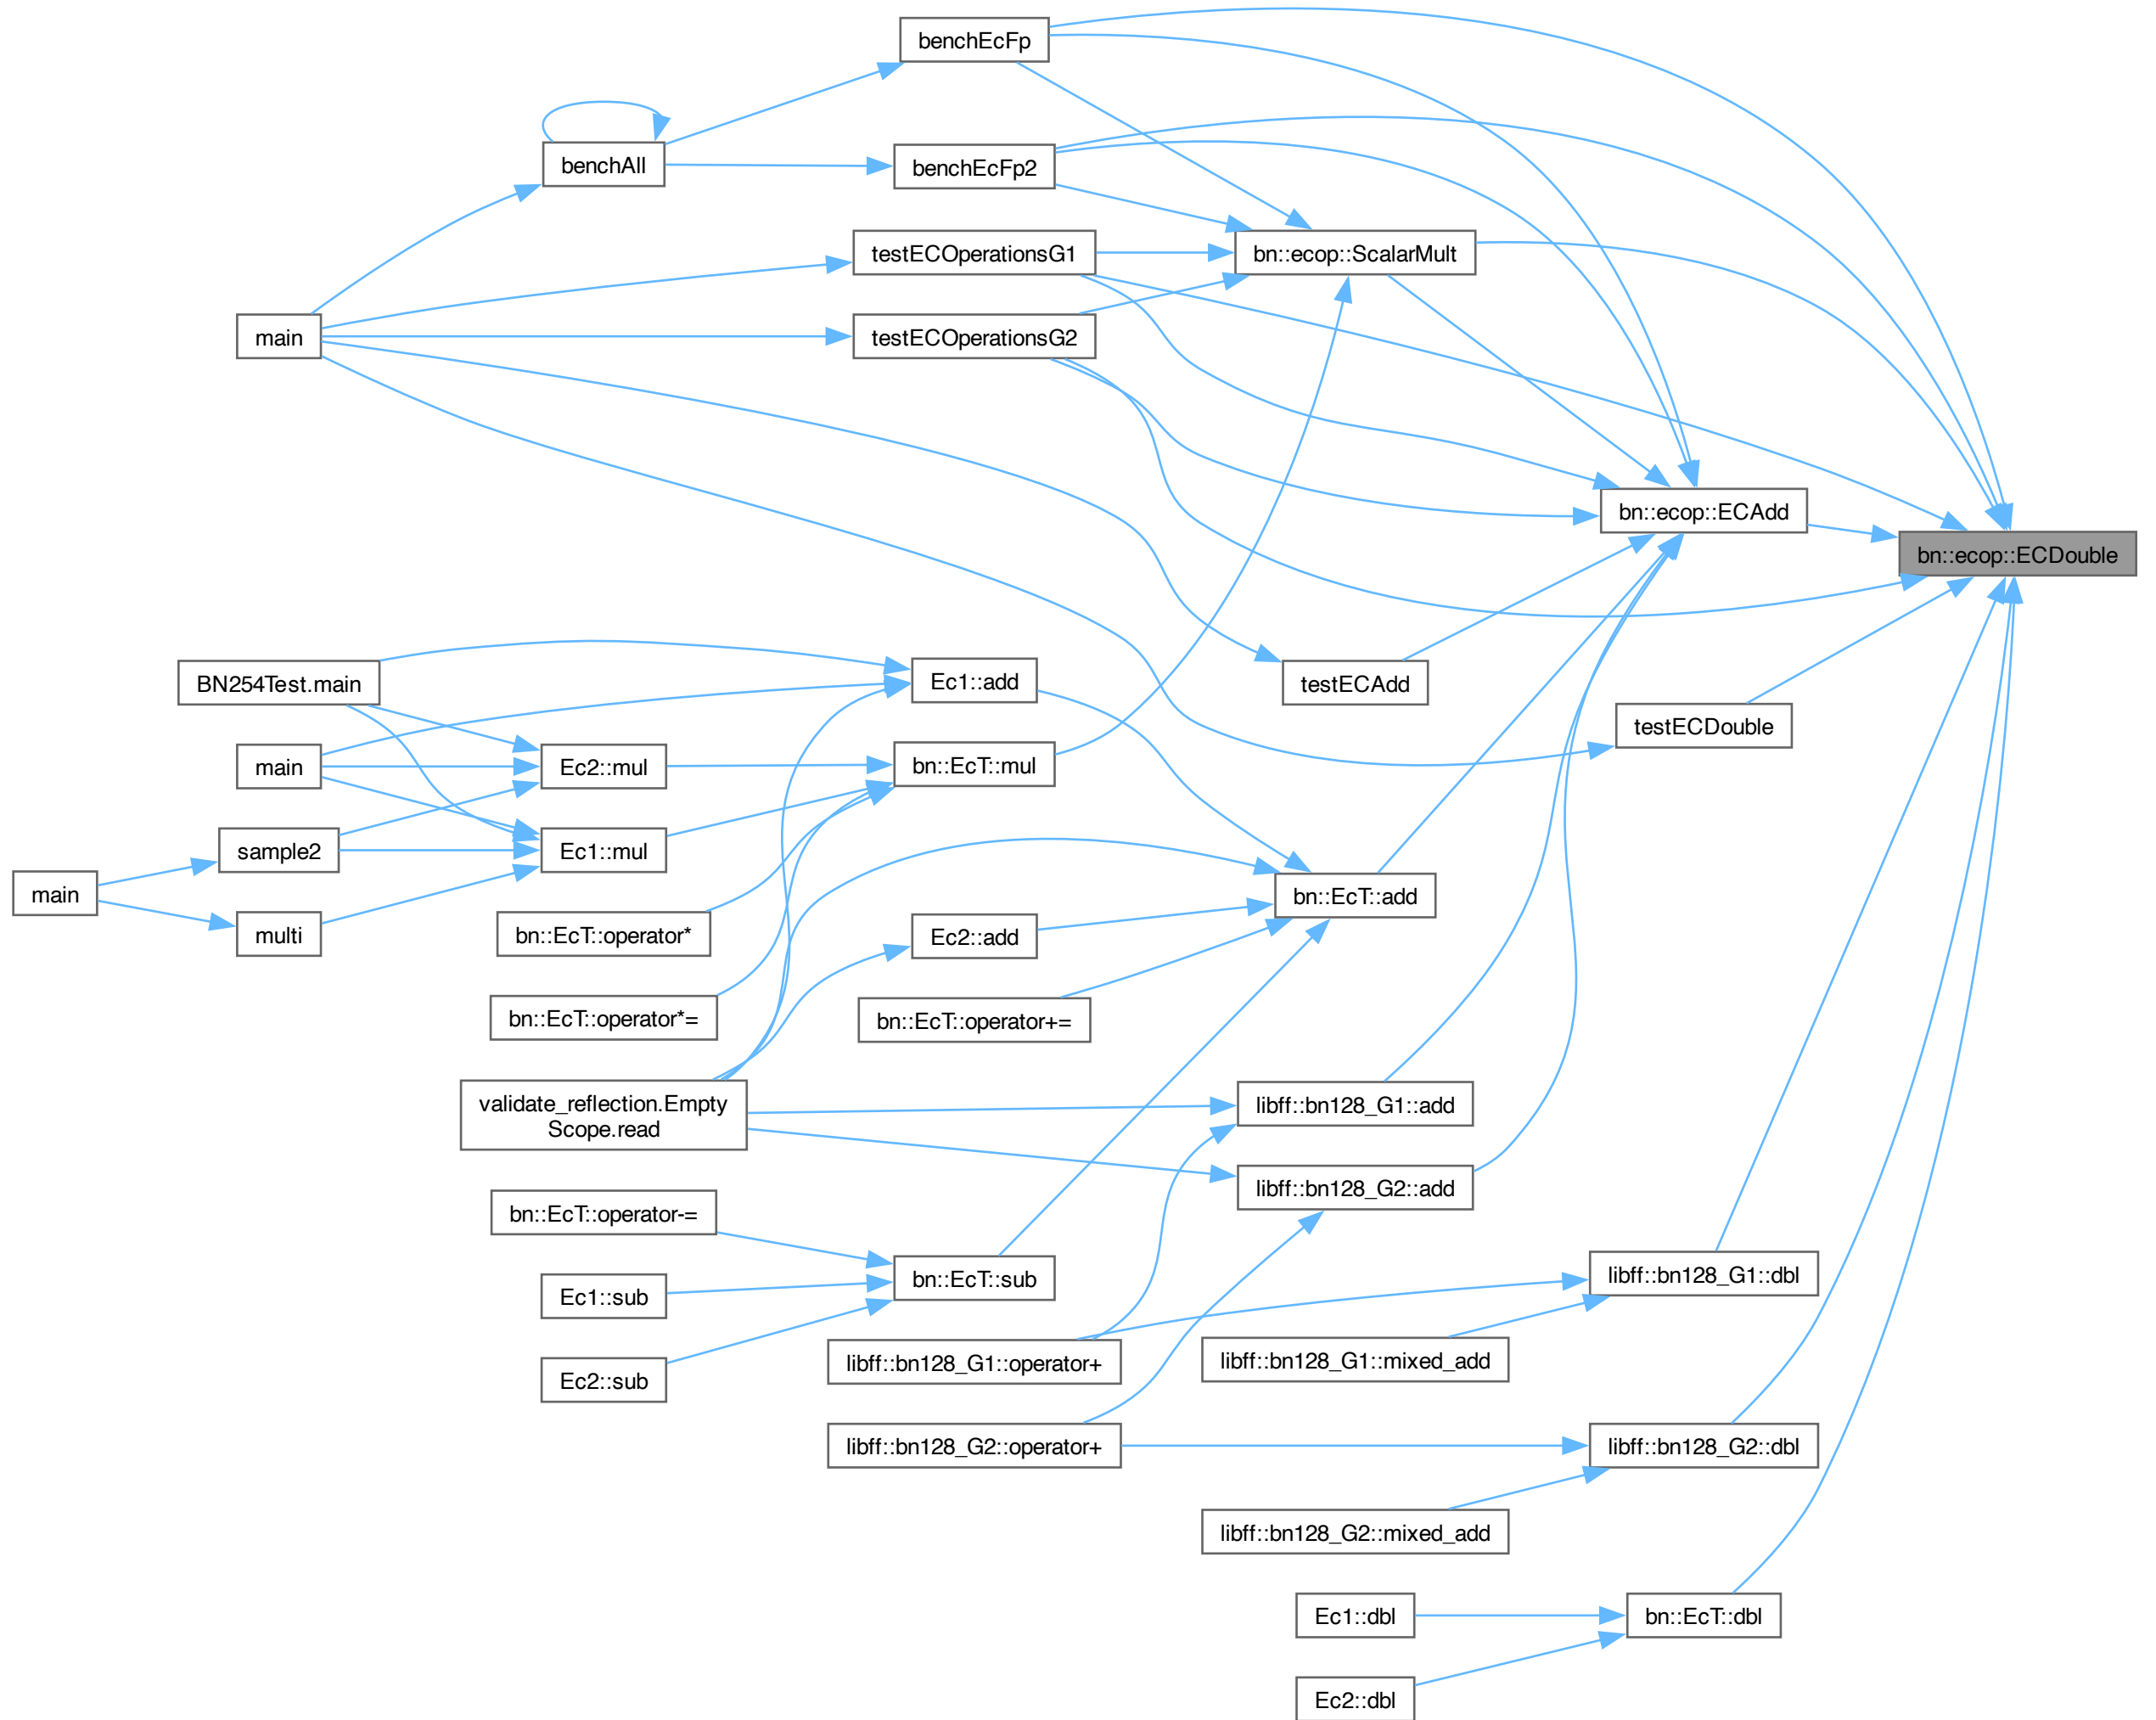 benchEcFp
benchAll
benchEcFp2
testECOperationsG1
bn::ecop::ScalarMult
main
testECOperationsG2
bn::ecop::ECAdd
bn::ecop::ECDouble
BN254Test.main
Ec1::add
testECAdd
testECDouble
main
Ec2::mul
bn::EcT::mul
sample2
Ec1::mul
main
bn::EcT::add
multi
bn::EcT::operator*
Ec2::add
bn::EcT::operator*=
bn::EcT::operator+=
validate_reflection.Empty
Scope.read
libff::bn128_G1::add
libff::bn128_G2::add
bn::EcT::operator-=
Ec1::sub
bn::EcT::sub
libff::bn128_G1::dbl
Ec2::sub
libff::bn128_G1::operator+
libff::bn128_G1::mixed_add
libff::bn128_G2::operator+
libff::bn128_G2::dbl
libff::bn128_G2::mixed_add
Ec1::dbl
bn::EcT::dbl
Ec2::dbl